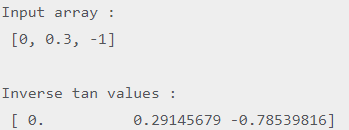 Input array :
[0, 0.3, -1]
Inverse tan values :
[ 0.         0.29145679 -0.78539816]